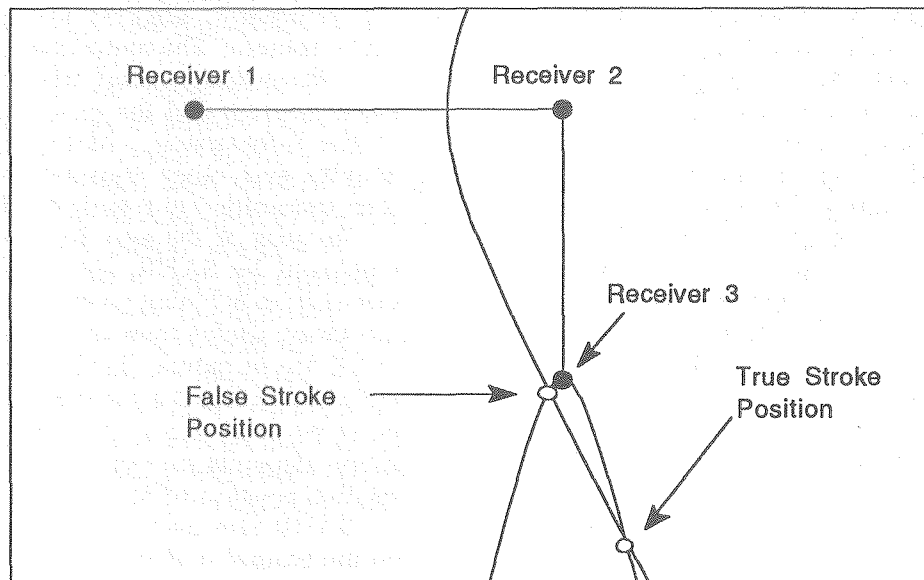 Receiver 1
Receiver 2
Receiver 3
False Stroke
Position
True Stroke
Position